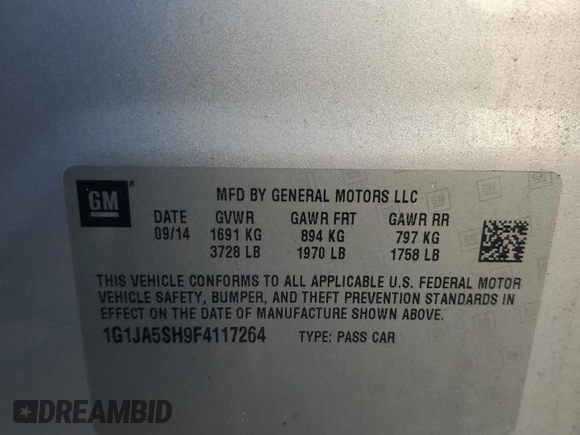 GM ® MFD BY GENERAL MOTORS LLC
DATE GVWR GAWR FRT GAWR RR
09/14 1691 KG 894 KG 797 KG
3728 LB 1970 LB 1758 LB
THIS VEHICLE CONFORMS TO ALL APPLICABLE U.S. FEDERAL MOTOR
VEHICLE SAFETY, BUMPER, AND THEFT PREVENTION STANDARDS IN
EFFECT ON THE DATE OF MANUFACTURE SHOWN ABOVE.
1G1JA5SH9F4117264 TYPE: PASS CAR
DREAMBID